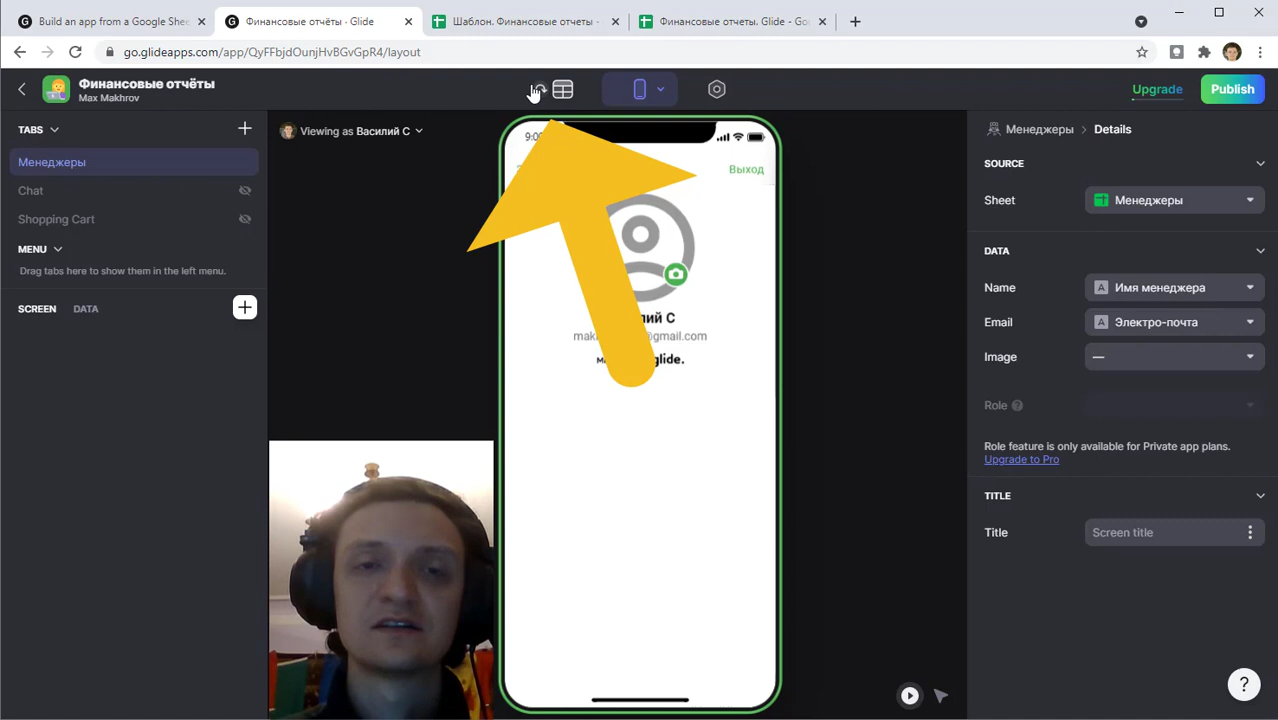 Build an app from a Google Shee
Финансовые отчёты · Glide
Шаблон. Финансовые отчеты -
Финансовые отчеты. Glide - Goo
go.glideapps.com/app/QyFFbjdOunjHvBGvGpR4/layout
Финансовые отчёты
Max Makhrov
Upgrade
Publish
TABS
Менеджеры
Chat
Shopping Cart
MENU
Drag tabs here to show them in the left menu.
SCREEN
DATA
Viewing as Василий С
Выход
gmail.com
glide.
Менеджеры
Details
SOURCE
Sheet
Менеджеры
DATA
Name
Имя менеджера
Email
Электро-почта
Image
—
Role
Role feature is only available for Private app plans.
Upgrade to Pro
TITLE
Title
Screen title